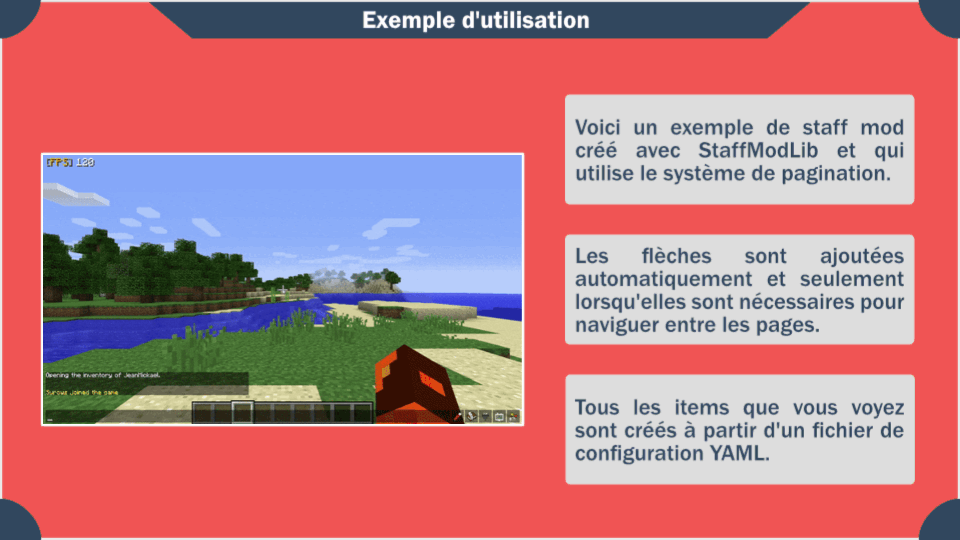 Exemple d'utilisation
[FPS] 130
Opening the inventory of JeanMickael.
Surcws joined the game
Voici un exemple de staff mod
créé avec StaffModLib et qui
utilise le système de pagination.
Les flèches sont ajoutées
automatiquement et seulement
lorsqu'elles sont nécessaires pour
naviguer entre les pages.
Tous les items que vous voyez
sont créés à partir d'un fichier de
configuration YAML.